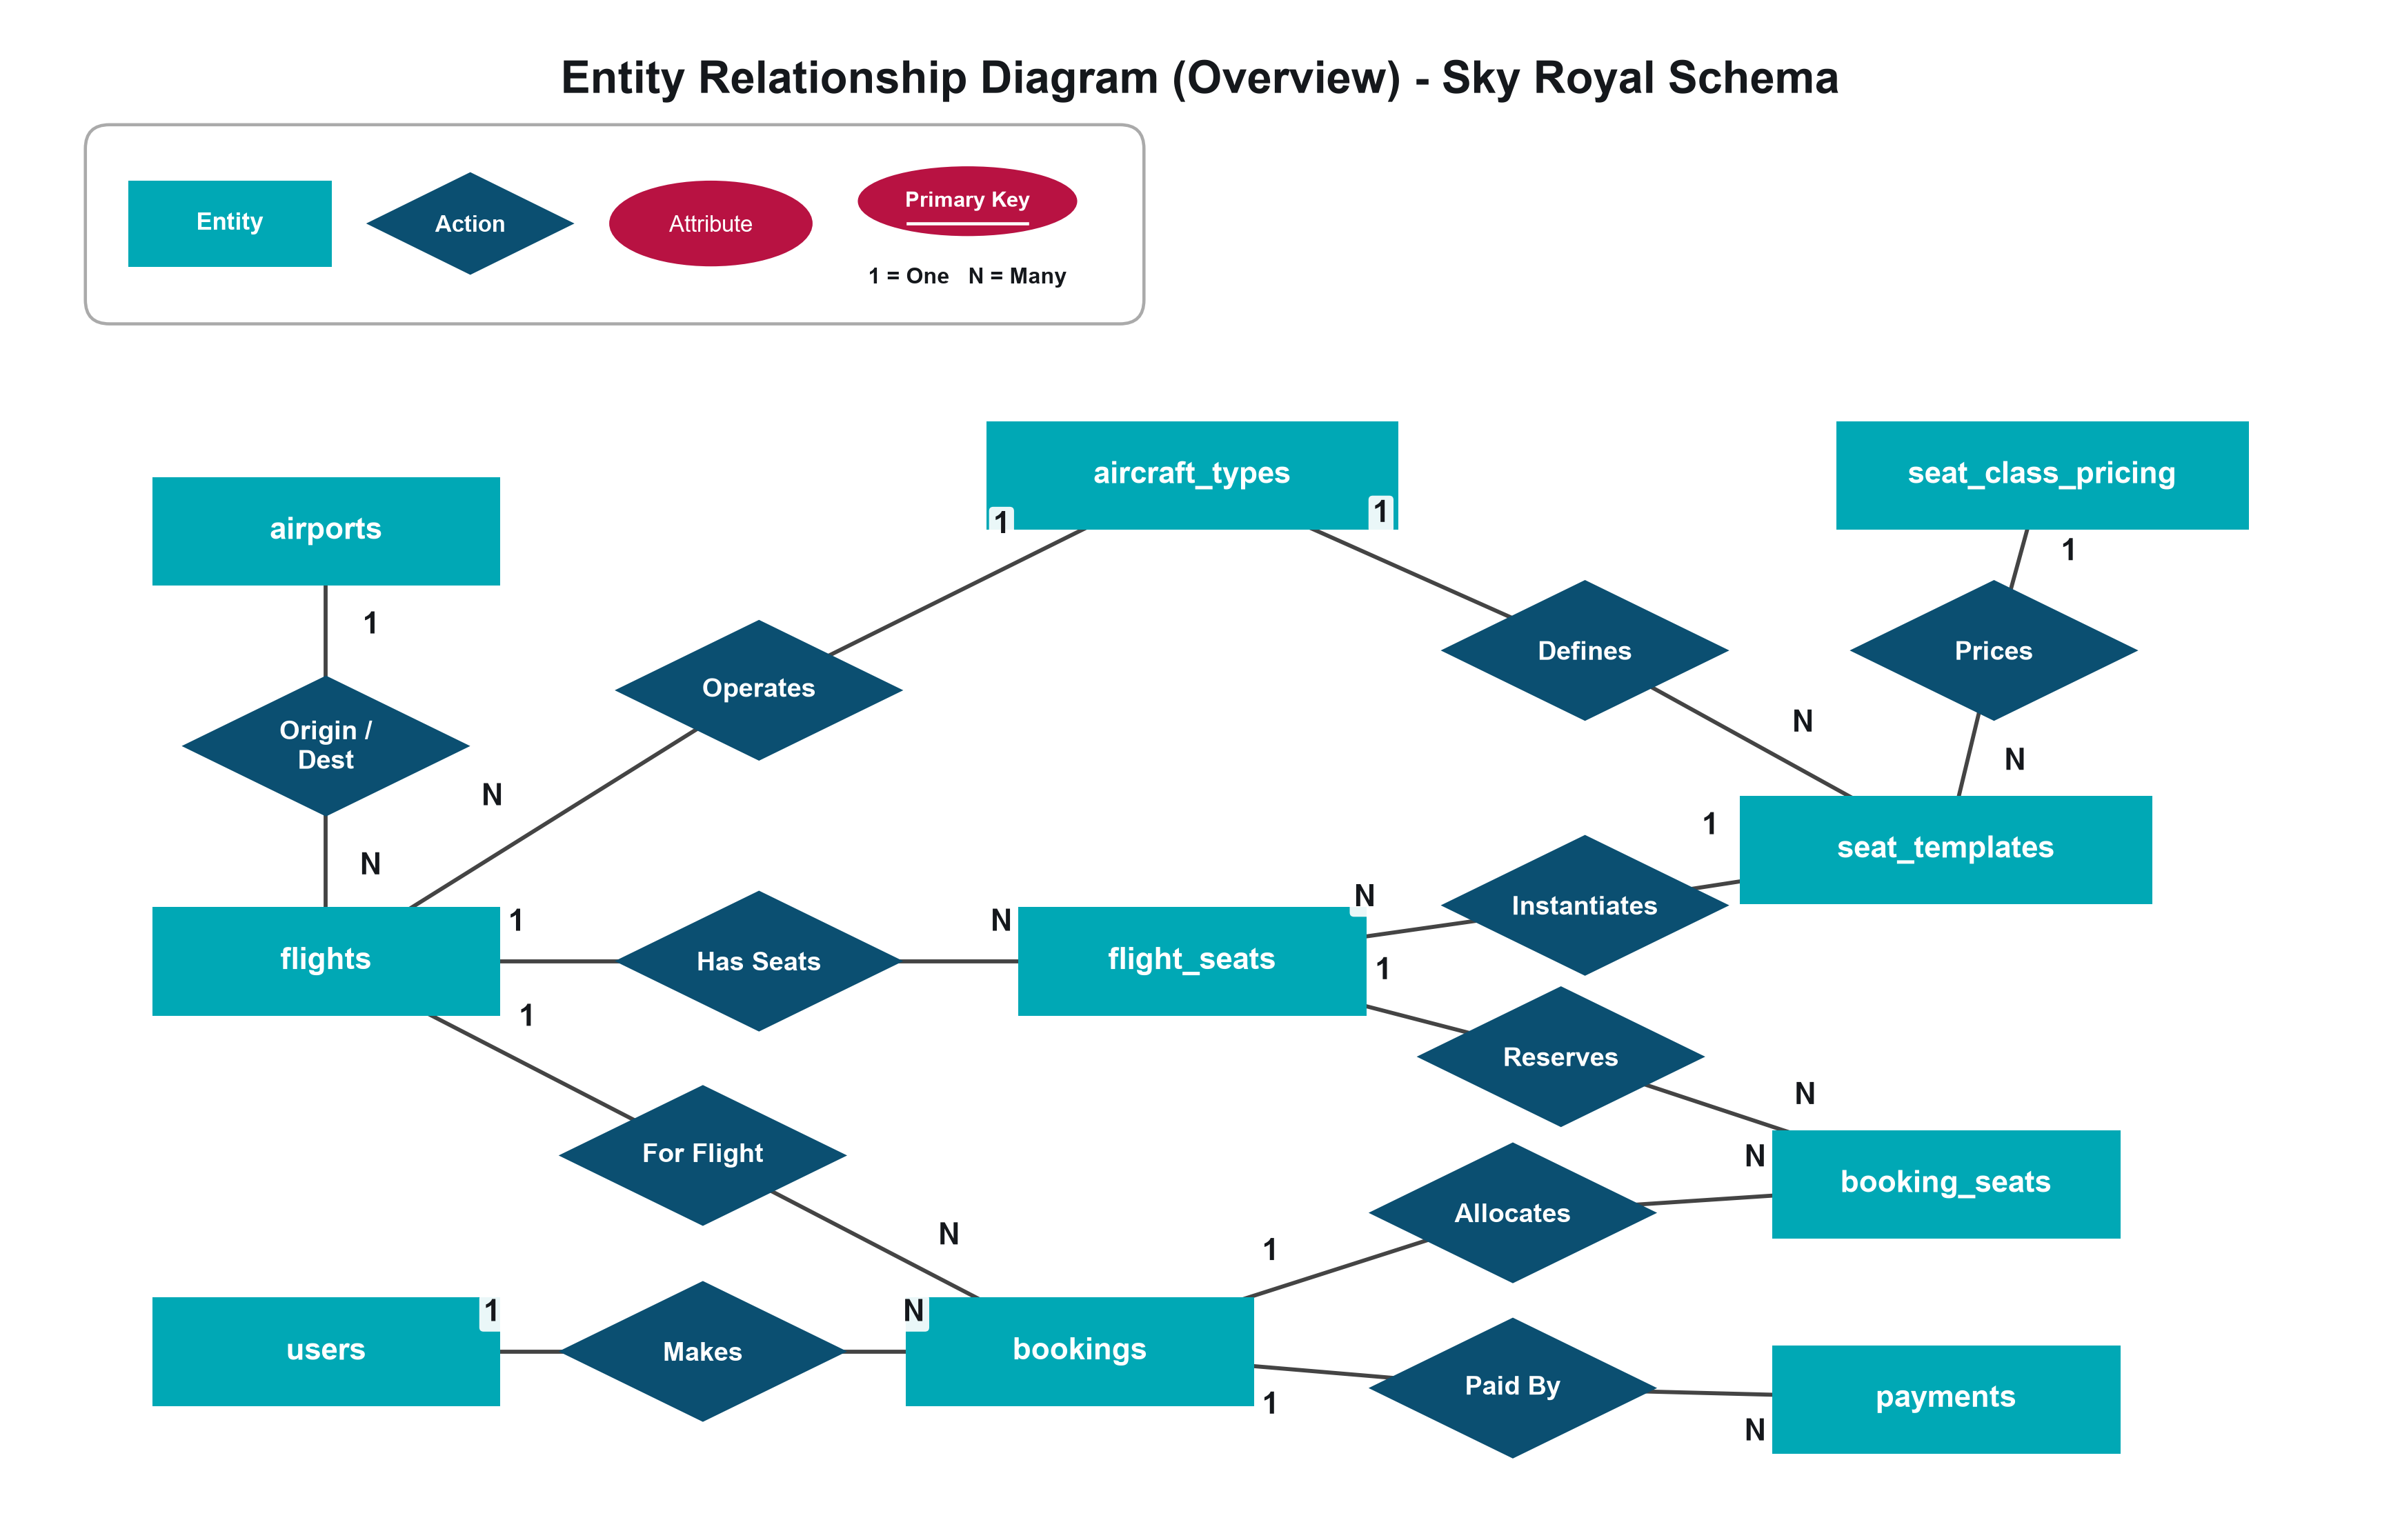 Entity Relationship Diagram (Overview) - Sky Royal Schema
Entity
Action
Attribute
Primary Key
1 = One N = Many
aircraft_types
seat_class_pricing
airports
1
1
1
1
Operates
Defines
Prices
Origin /
Dest
N
N
N
N
1
seat_templates
N
Instantiates
1
N
flights
Has Seats
flight_seats
1
1
Reserves
N
For Flight
N
booking_seats
Allocates
N
1
1
N
users
Makes
bookings
Paid By
payments
1
N